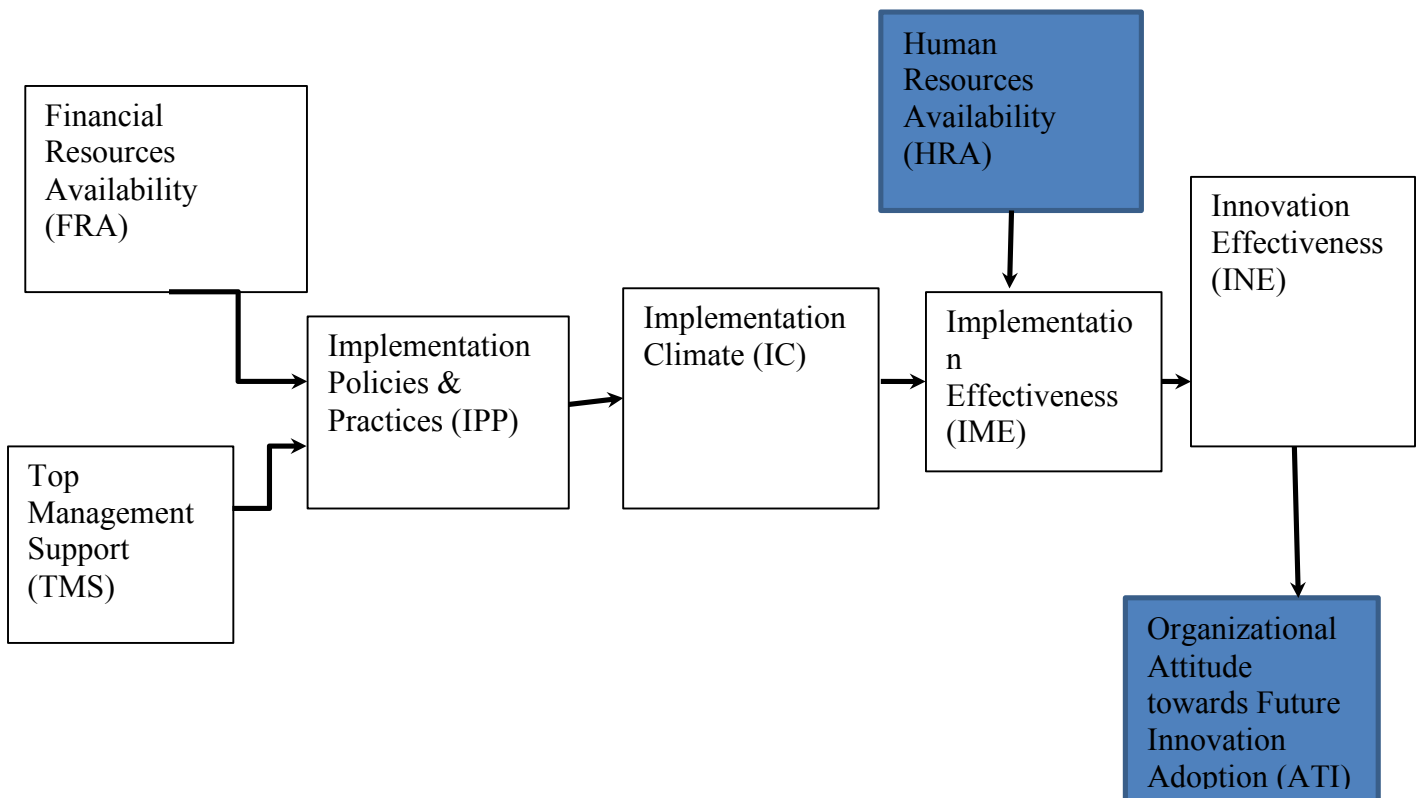 Human
Resources
Availability
(HRA)
Financial
Resources
Availability
(FRA)
Innovation
Effectiveness
(INE)
Implementation
Climate (IC)
Implementatio
n
Effectiveness
(IME)
Implementation
Policies &
Practices (IPP)
Top
Management
Support
(TMS)
Organizational
Attitude
towards Future
Innovation
Adoption (ATI)